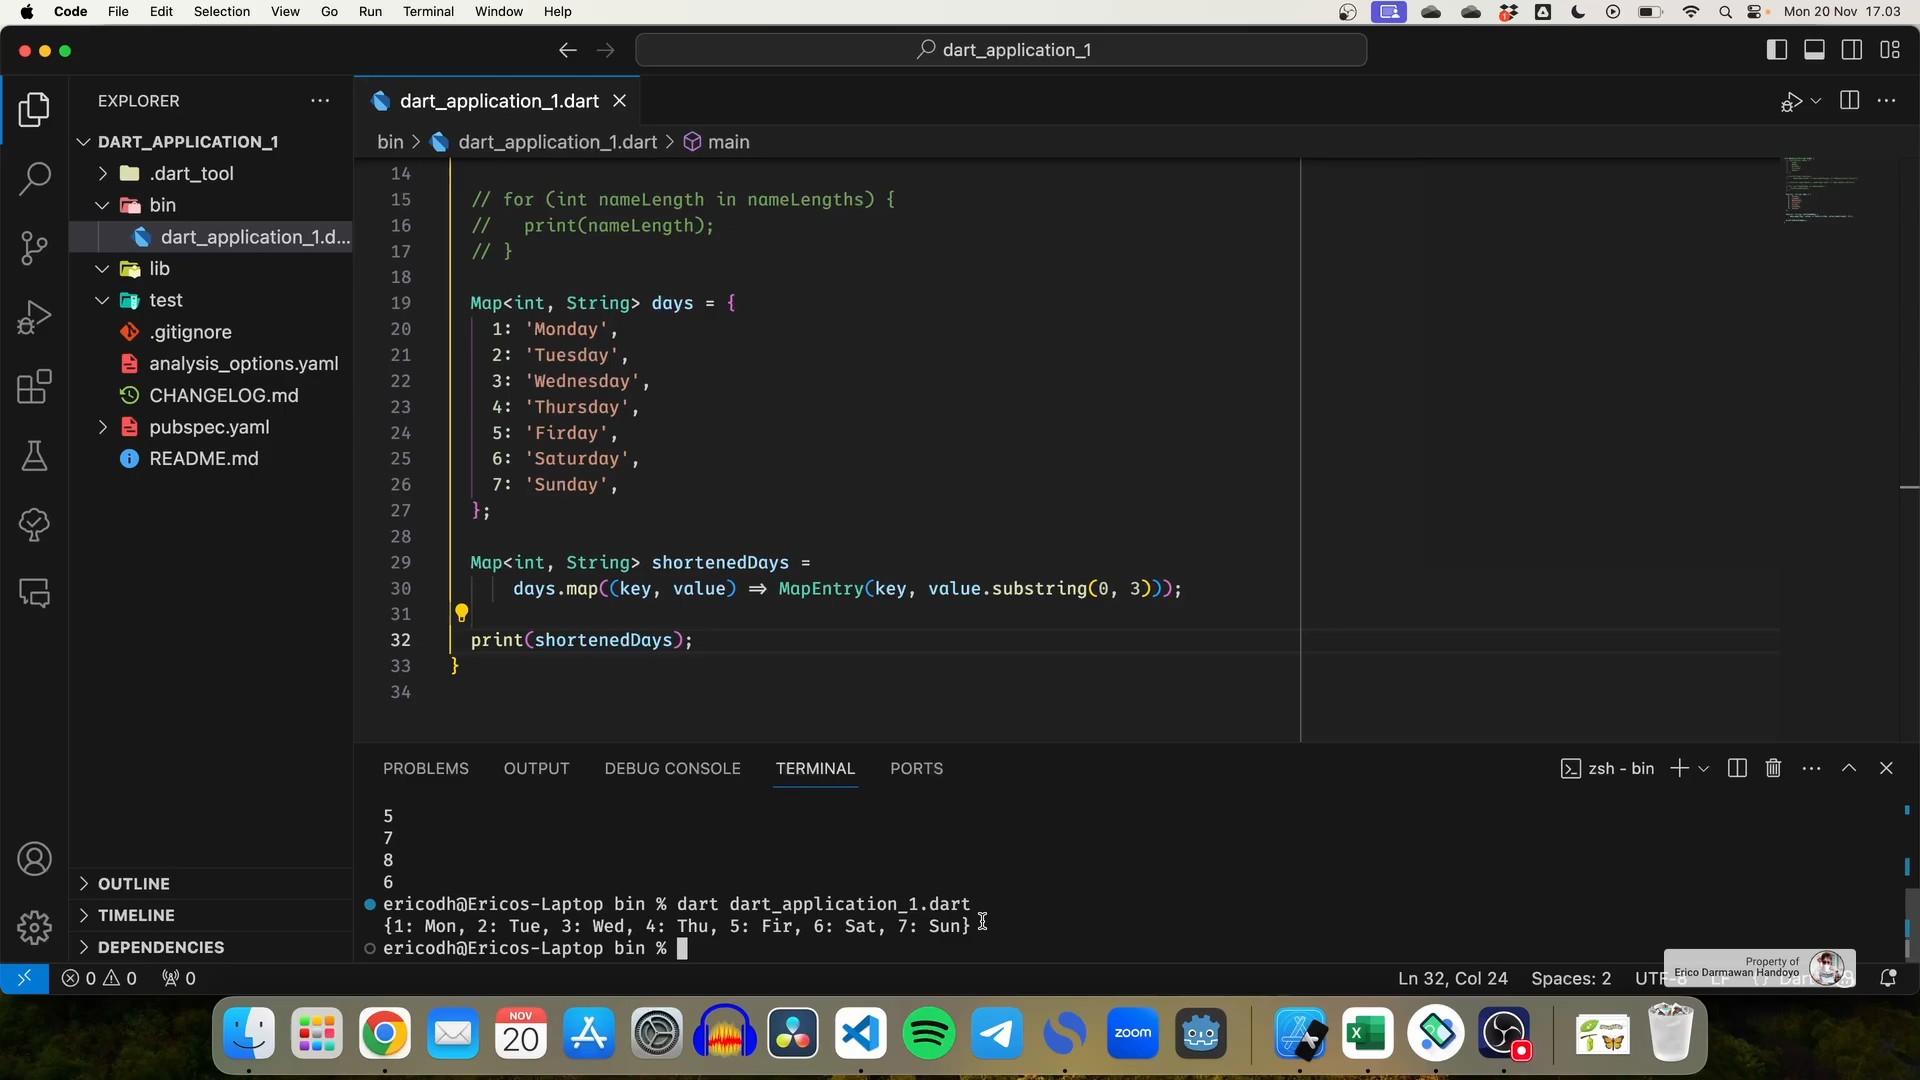 Code File Edit Selection View Go Run Terminal Window Help Mon 20 Nov 17.03
dart_application_1
EXPLORER
DART_APPLICATION_1
.dart_tool
bin
dart_application_1.d...
lib
test
.gitignore
analysis_options.yaml
CHANGELOG.md
pubspec.yaml
README.md
OUTLINE
TIMELINE
DEPENDENCIES
dart_application_1.dart
bin > dart_application_1.dart > main
14
15 // for (int nameLength in nameLengths) {
16 //   print(nameLength);
17 // }
18
19 Map<int, String> days = {
20 1: 'Monday',
21 2: 'Tuesday',
22 3: 'Wednesday',
23 4: 'Thursday',
24 5: 'Firday',
25 6: 'Saturday',
26 7: 'Sunday',
27 };
28
29 Map<int, String> shortenedDays =
30 days.map((key, value) => MapEntry(key, value.substring(0, 3)));
31
32 print(shortenedDays);
33 }
34
PROBLEMS OUTPUT DEBUG CONSOLE TERMINAL PORTS zsh - bin
5
7
8
6
ericodh@Ericos-Laptop bin % dart dart_application_1.dart
{1: Mon, 2: Tue, 3: Wed, 4: Thu, 5: Fir, 6: Sat, 7: Sun}
ericodh@Ericos-Laptop bin %
Property of
Erico Darmawan Handoyo
0 0 0 Ln 32, Col 24 Spaces: 2
NOV
20
zoom